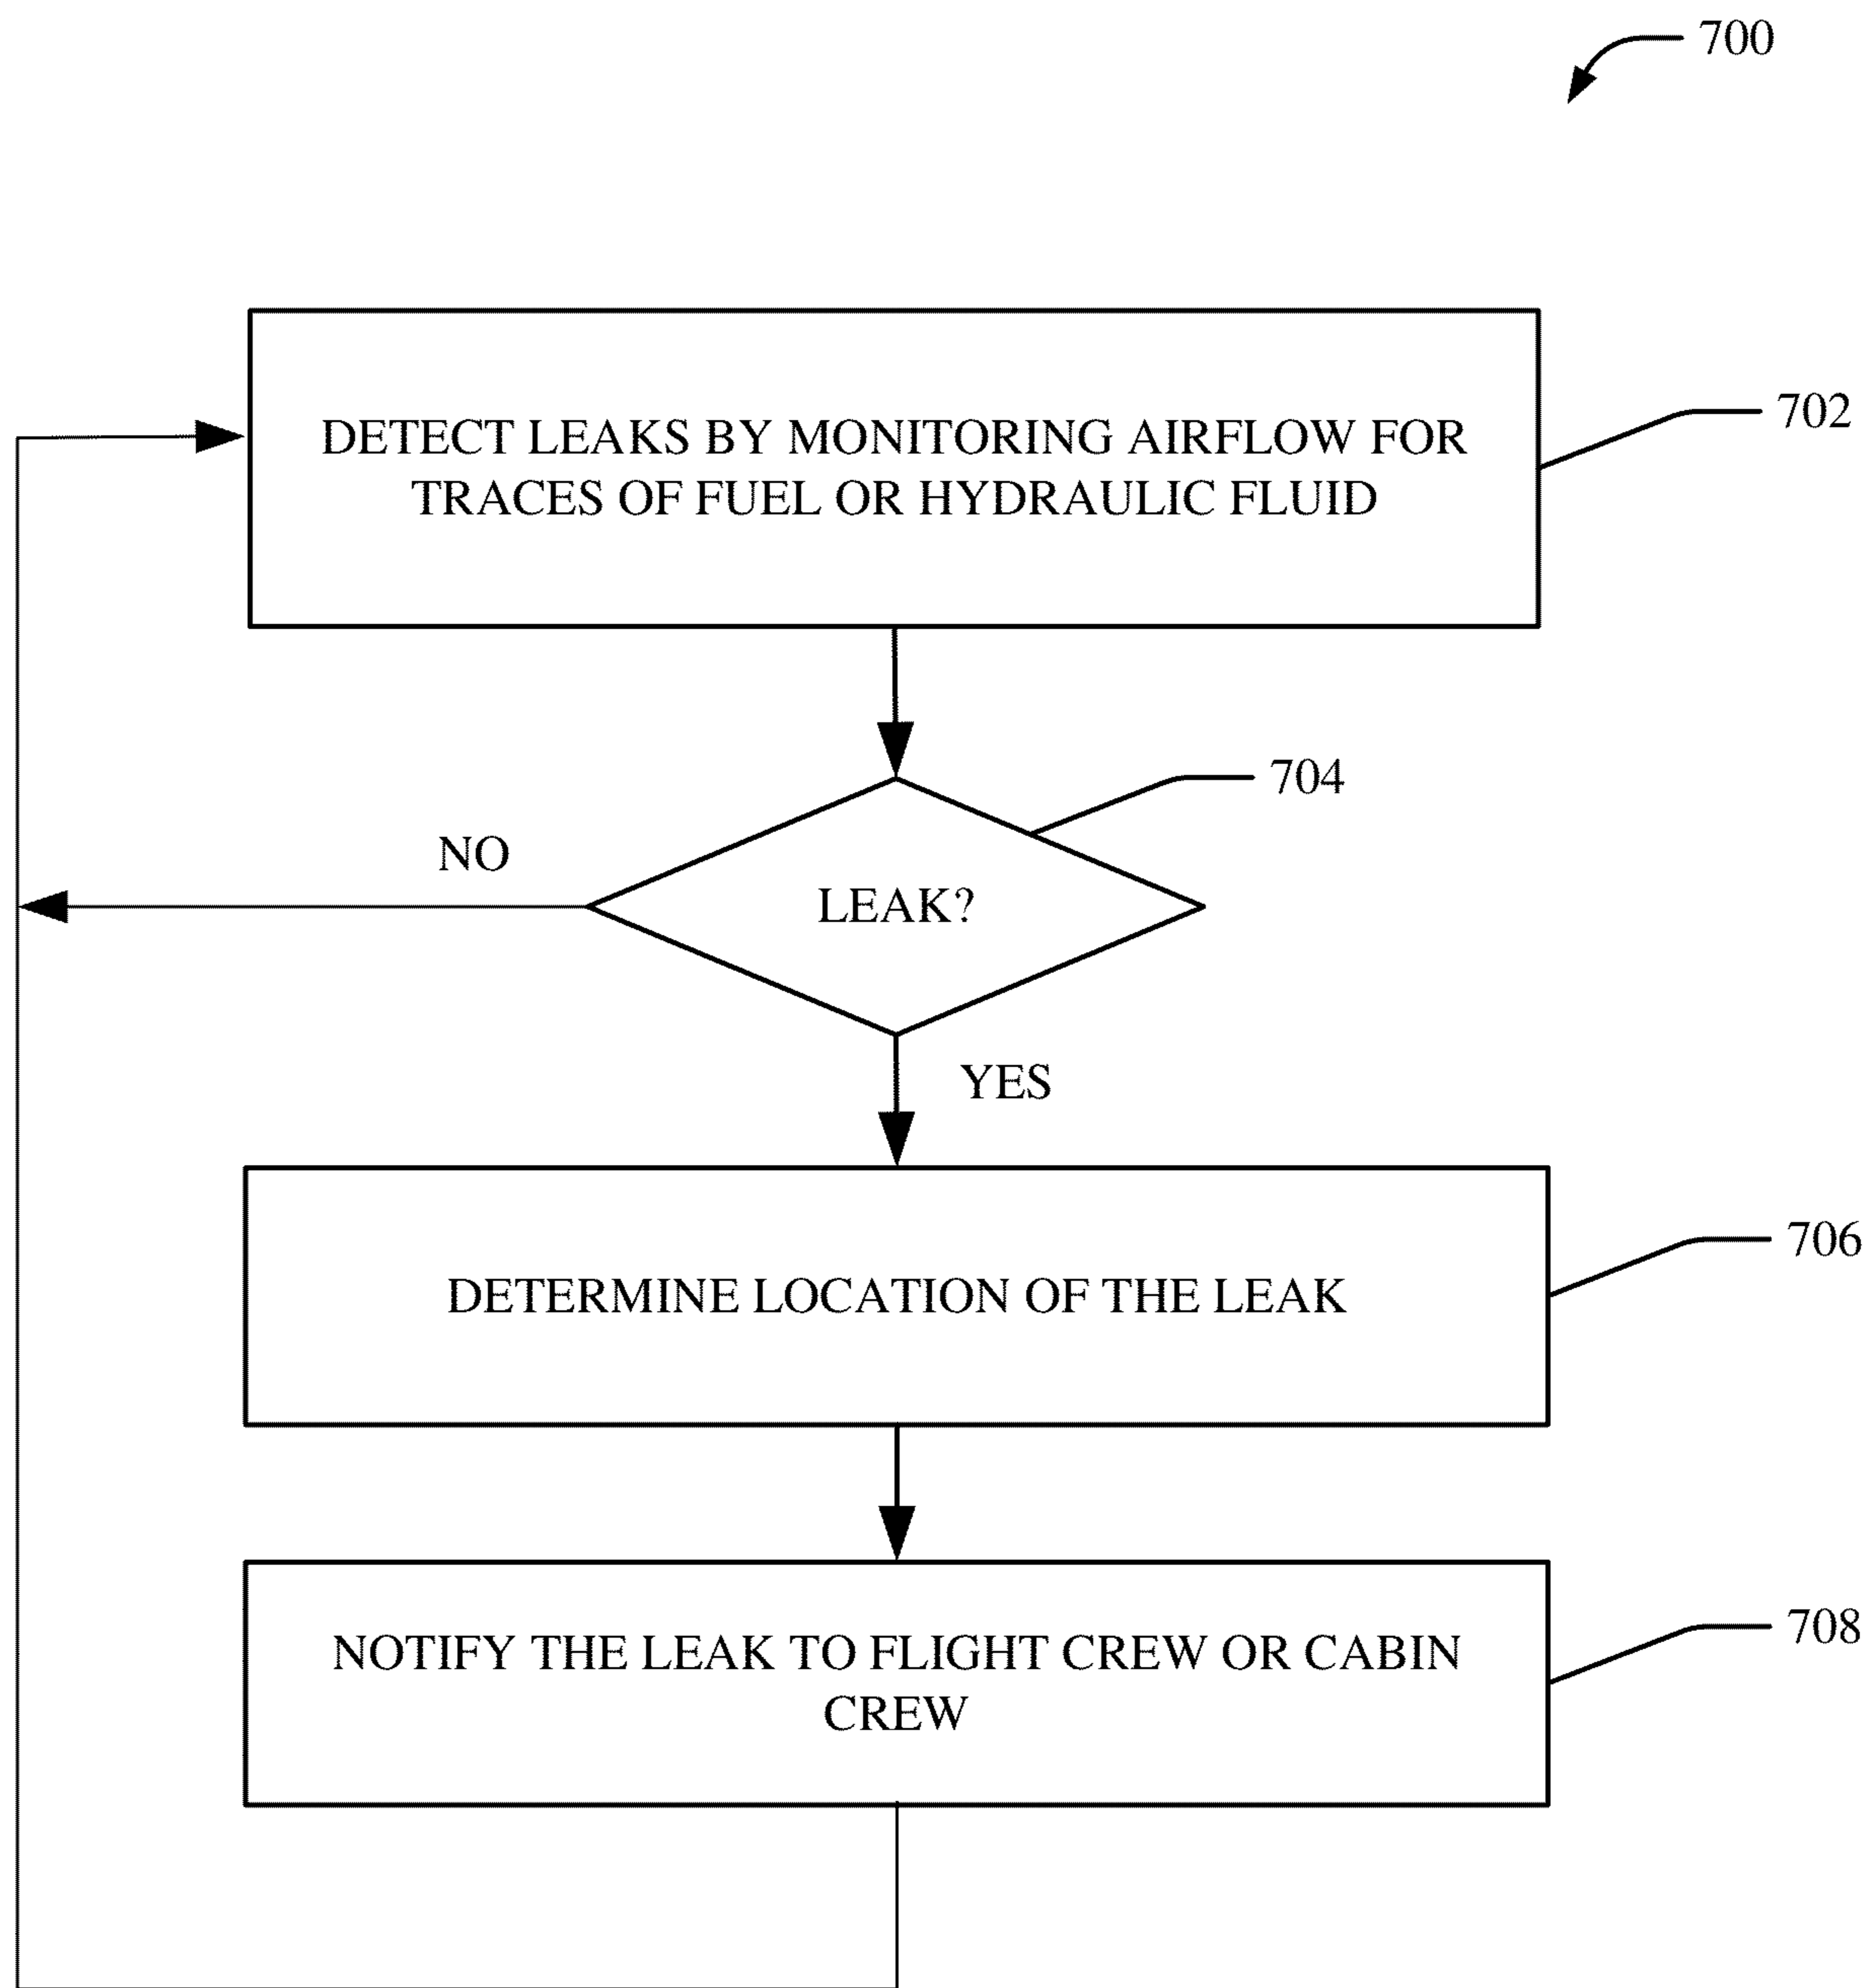 700
DETECT LEAKS BY MONITORING AIRFLOW FOR
TRACES OF FUEL OR HYDRAULIC FLUID
702
704
NO
LEAK?
YES
DETERMINE LOCATION OF THE LEAK
706
NOTIFY THE LEAK TO FLIGHT CREW OR CABIN
CREW
708